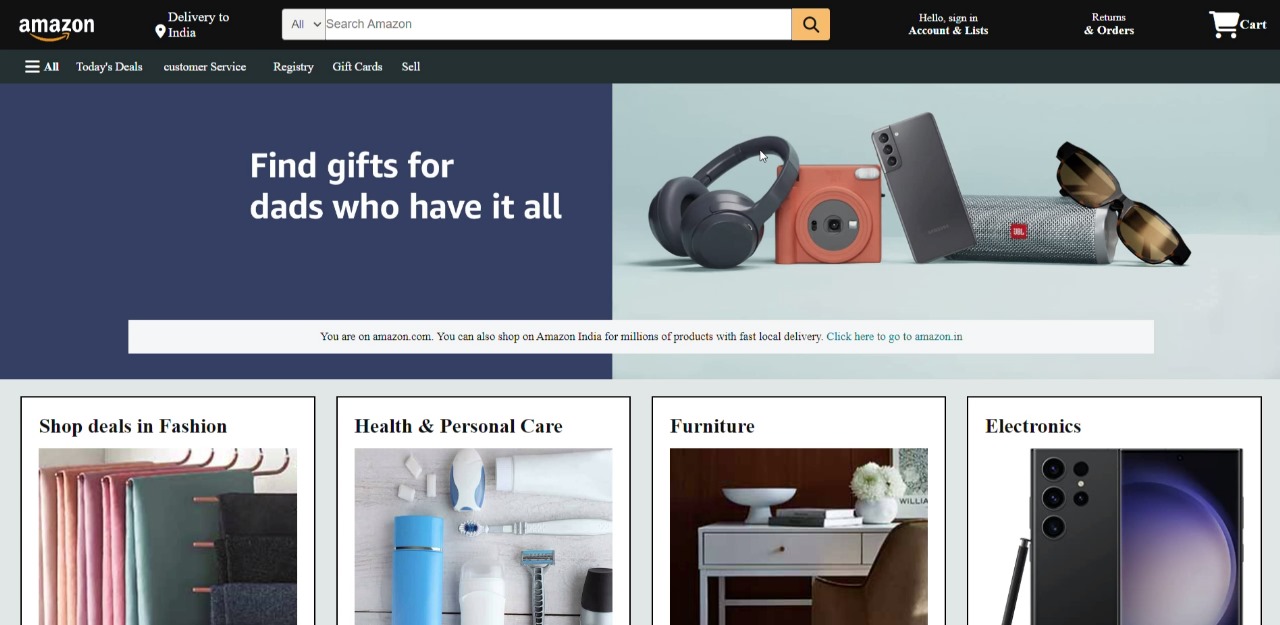 amazon
Delivery to
India
All
Search Amazon
Hello, sign in
Account & Lists
Returns
& Orders
Cart
All
Today's Deals
customer Service
Registry
Gift Cards
Sell
Find gifts for
dads who have it all
JBL
SAMSUNG
You are on amazon.com. You can also shop on Amazon India for millions of products with fast local delivery. Click here to go to amazon.in
Shop deals in Fashion
Health & Personal Care
Furniture
Electronics
WILLIA